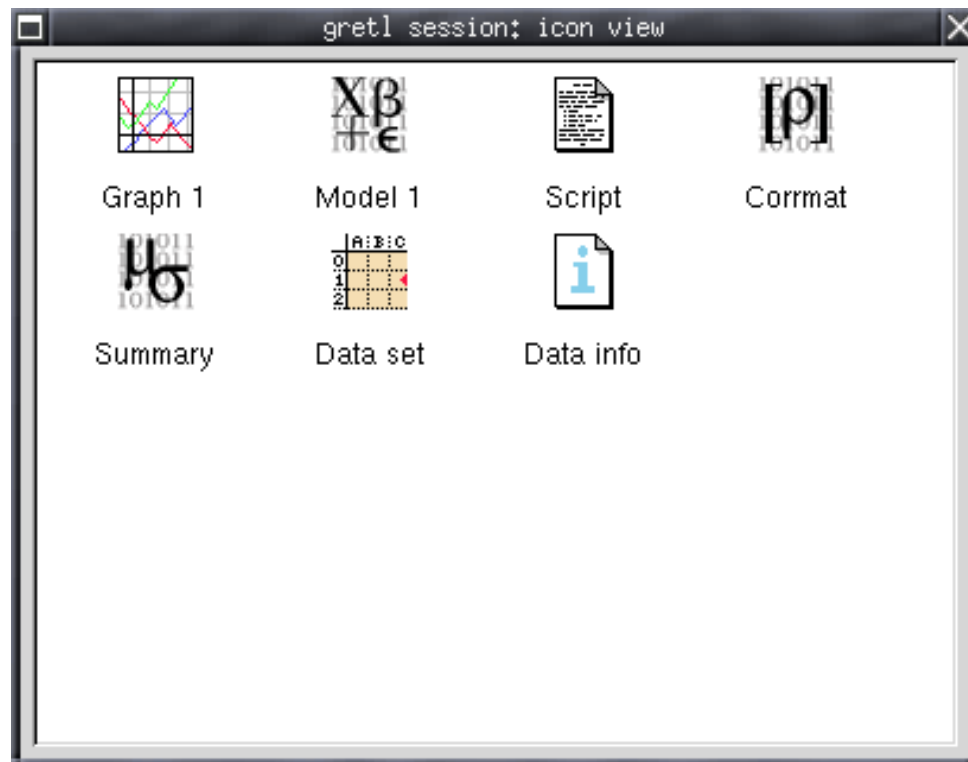 gretl session: icon view
Graph 1 Model 1 Script Corrmat
Summary Data set Data info